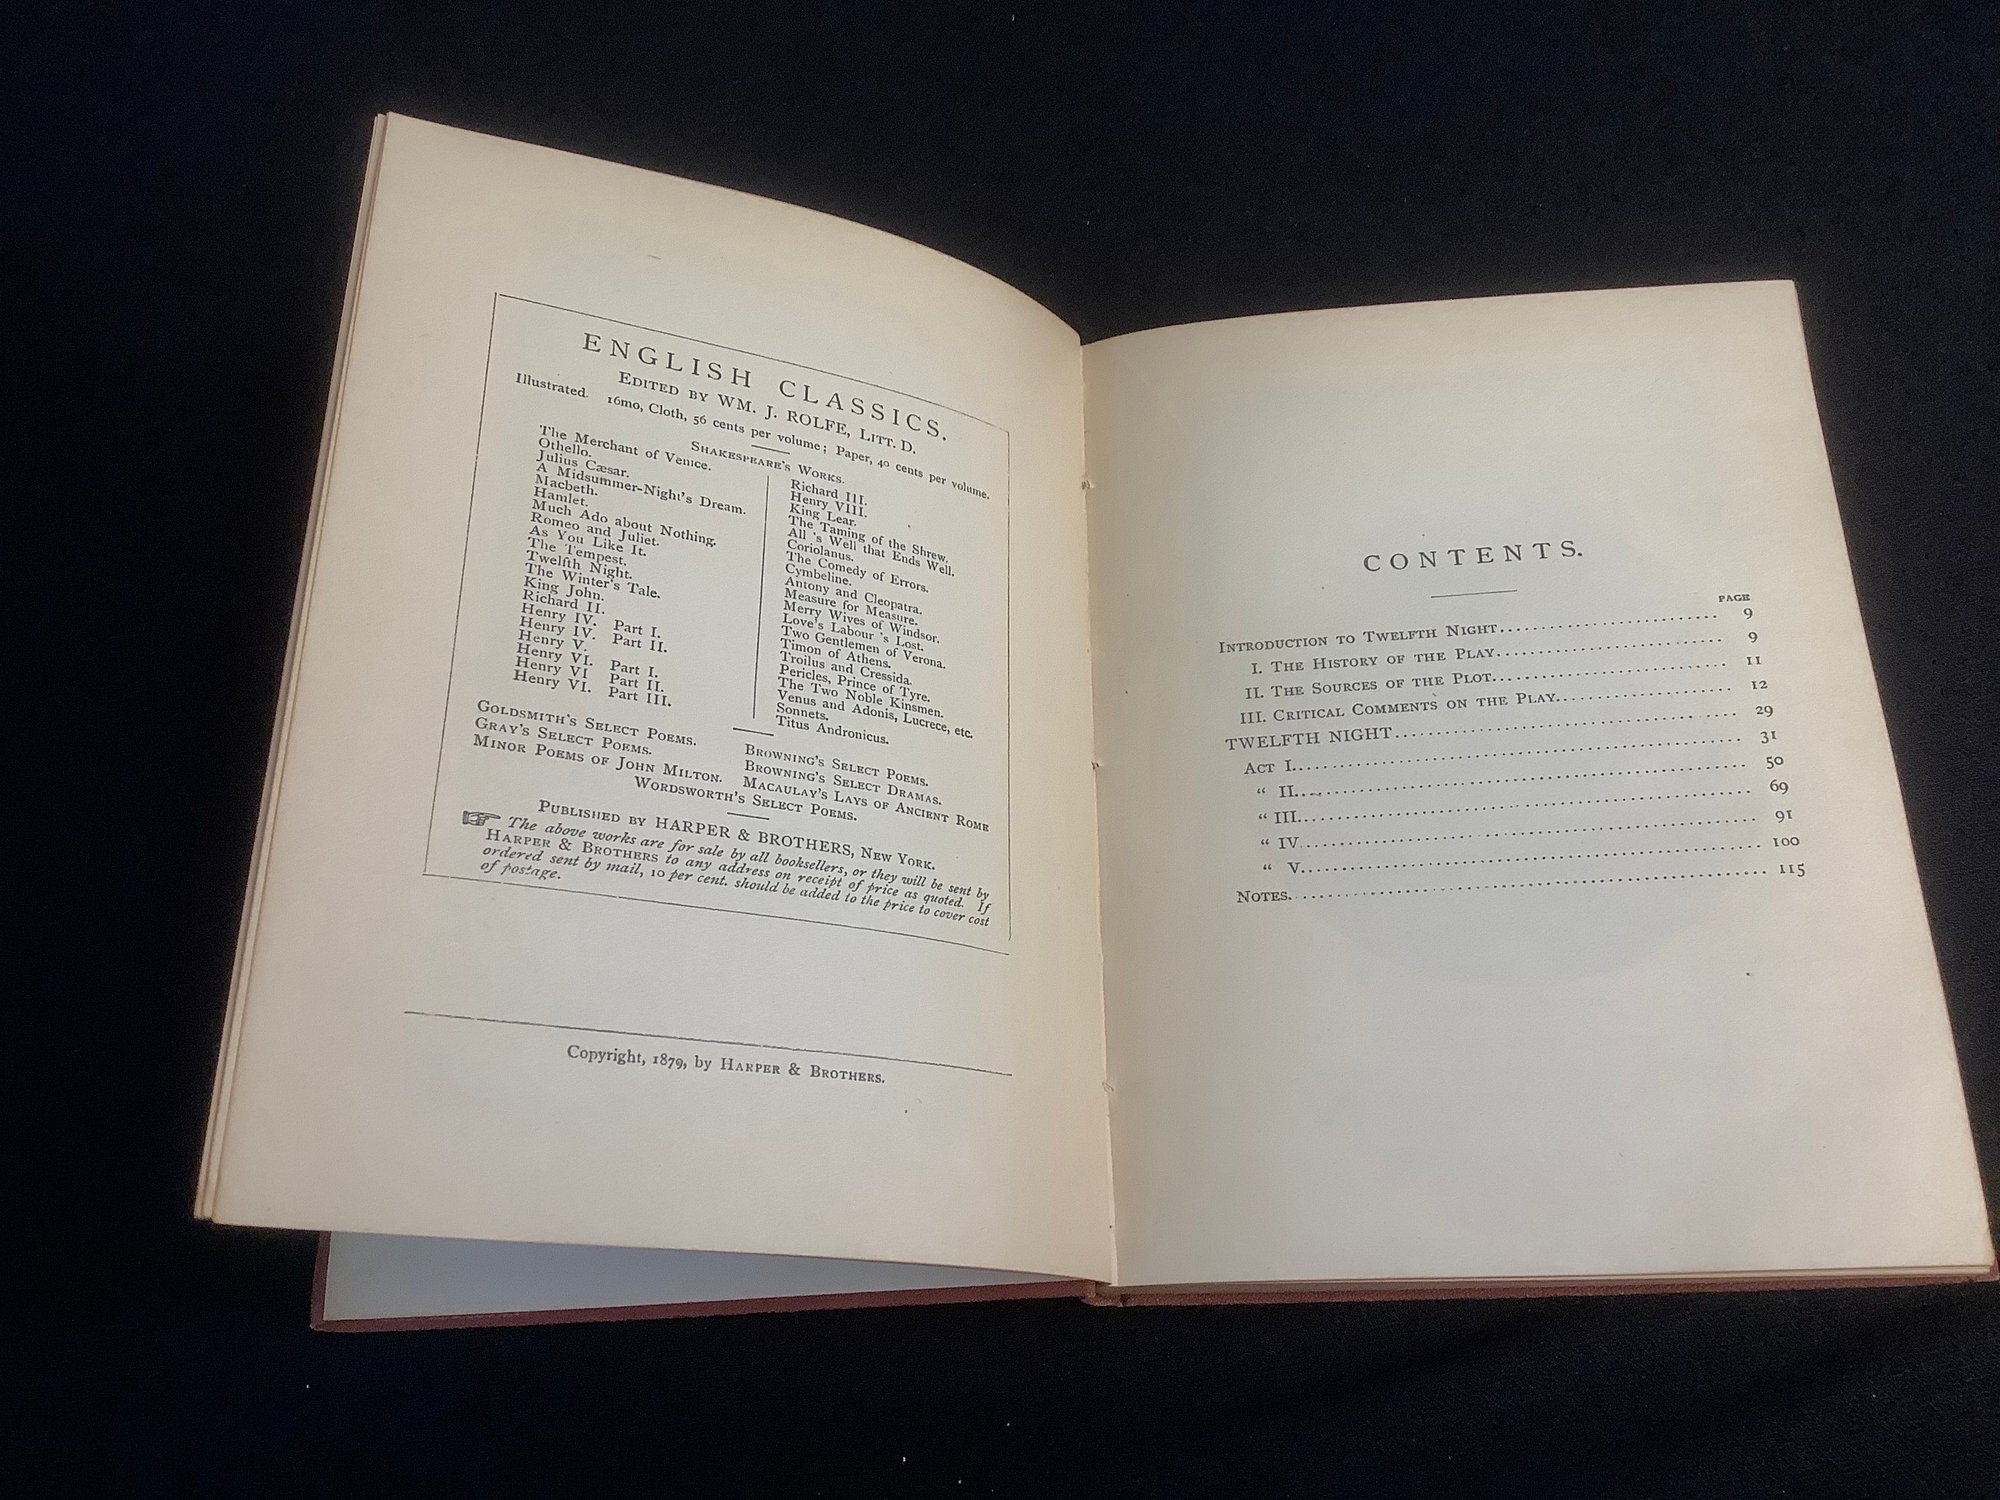 ENGLISH CLASSICS.
EDITED BY WM. J. ROLFE, LITT. D.
Illustrated. 16mo, Cloth, 56 cents per volume; Paper, 40 cents per volume.
SHAKESPEARE'S WORKS.
The Merchant of Venice.
Othello.
Julius Cæsar.
A Midsummer-Night's Dream.
Macbeth.
Hamlet.
Much Ado about Nothing.
Romeo and Juliet.
As You Like It.
The Tempest.
Twelfth Night.
The Winter's Tale.
King John.
Richard II.
Henry IV. Part I.
Henry IV. Part II.
Henry V.
Henry VI. Part I.
Henry VI Part II.
Henry VI. Part III.
Richard III.
Henry VIII.
King Lear.
The Taming of the Shrew.
All 's Well that Ends Well.
Coriolanus.
The Comedy of Errors.
Cymbeline.
Antony and Cleopatra.
Measure for Measure.
Merry Wives of Windsor.
Love's Labour 's Lost.
Two Gentlemen of Verona.
Timon of Athens.
Troilus and Cressida.
Pericles, Prince of Tyre.
The Two Noble Kinsmen.
Venus and Adonis, Lucrece, etc.
Sonnets.
Titus Andronicus.
GOLDSMITH'S SELECT POEMS. BROWNING'S SELECT POEMS.
GRAY'S SELECT POEMS. BROWNING'S SELECT DRAMAS.
MINOR POEMS OF JOHN MILTON. MACAULAY'S LAYS OF ANCIENT ROME
WORDSWORTH'S SELECT POEMS.
PUBLISHED BY HARPER & BROTHERS, NEW YORK.
☞ The above works are for sale by all booksellers, or they will be sent by
HARPER & BROTHERS to any address on receipt of price as quoted. If
ordered sent by mail, 10 per cent. should be added to the price to cover cost
of postage.
Copyright, 1879, by HARPER & BROTHERS.
CONTENTS.
PAGE
INTRODUCTION TO TWELFTH NIGHT........ 9
I. THE HISTORY OF THE PLAY........ 9
II. THE SOURCES OF THE PLOT........ 11
III. CRITICAL COMMENTS ON THE PLAY........ 12
TWELFTH NIGHT........ 29
ACT I........ 31
" II........ 50
" III........ 69
" IV........ 91
" V........ 100
NOTES........ 115